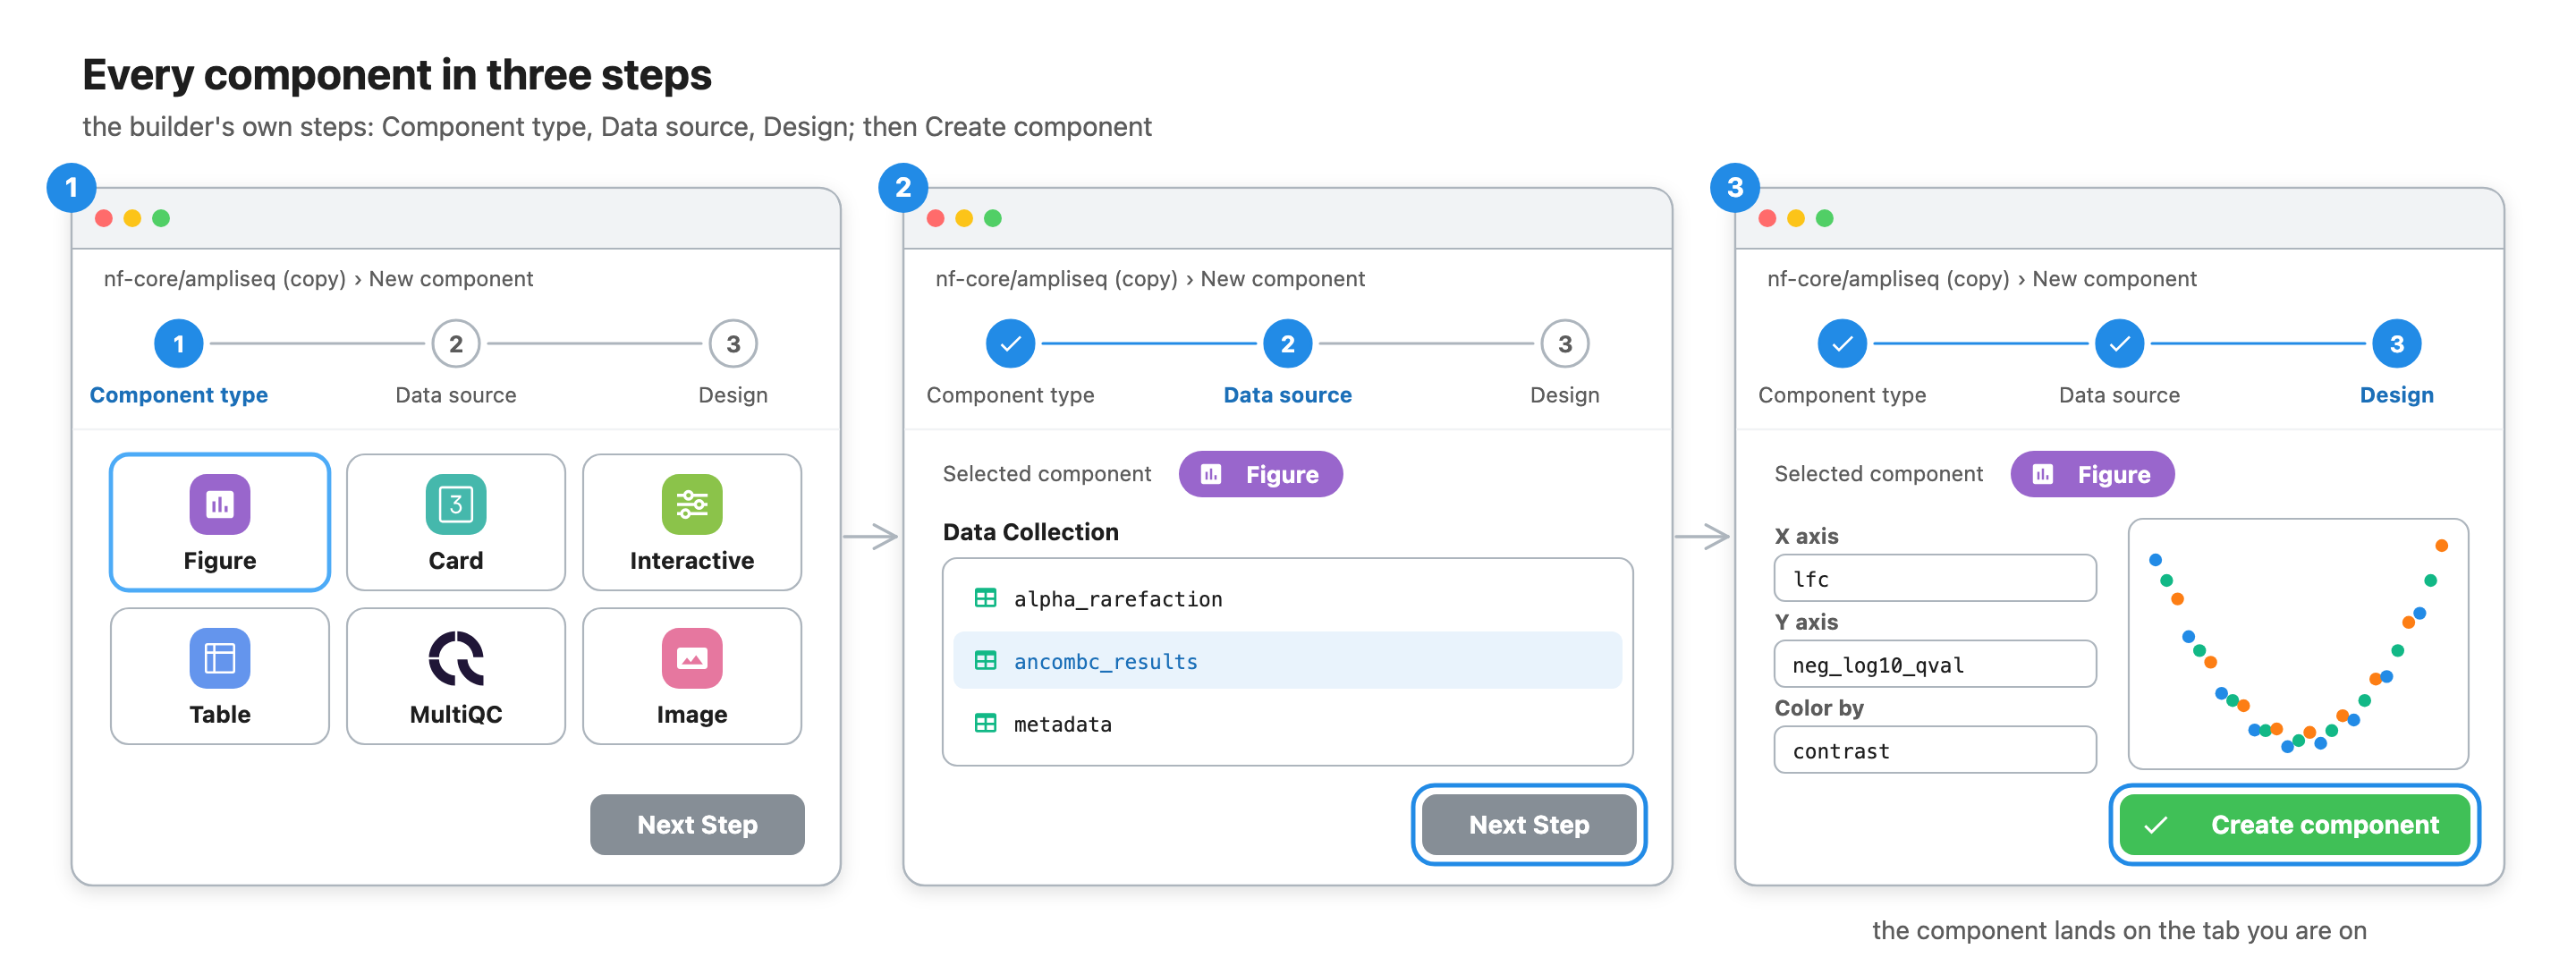 Every component in three steps
the builder's own steps: Component type, Data source, Design; then Create component
1
nf-core/ampliseq (copy) › New component
1
2
3
Component type
Data source
Design
Figure
3
Card
Interactive
Table
MultiQC
Image
Next Step
2
nf-core/ampliseq (copy) › New component
2
3
Component type
Data source
Design
Selected component
Figure
Data Collection
alpha_rarefaction
ancombc_results
metadata
Next Step
3
nf-core/ampliseq (copy) › New component
3
Component type
Data source
Design
Selected component
Figure
X axis
lfc
Y axis
neg_log10_qval
Color by
contrast
Create component
the component lands on the tab you are on